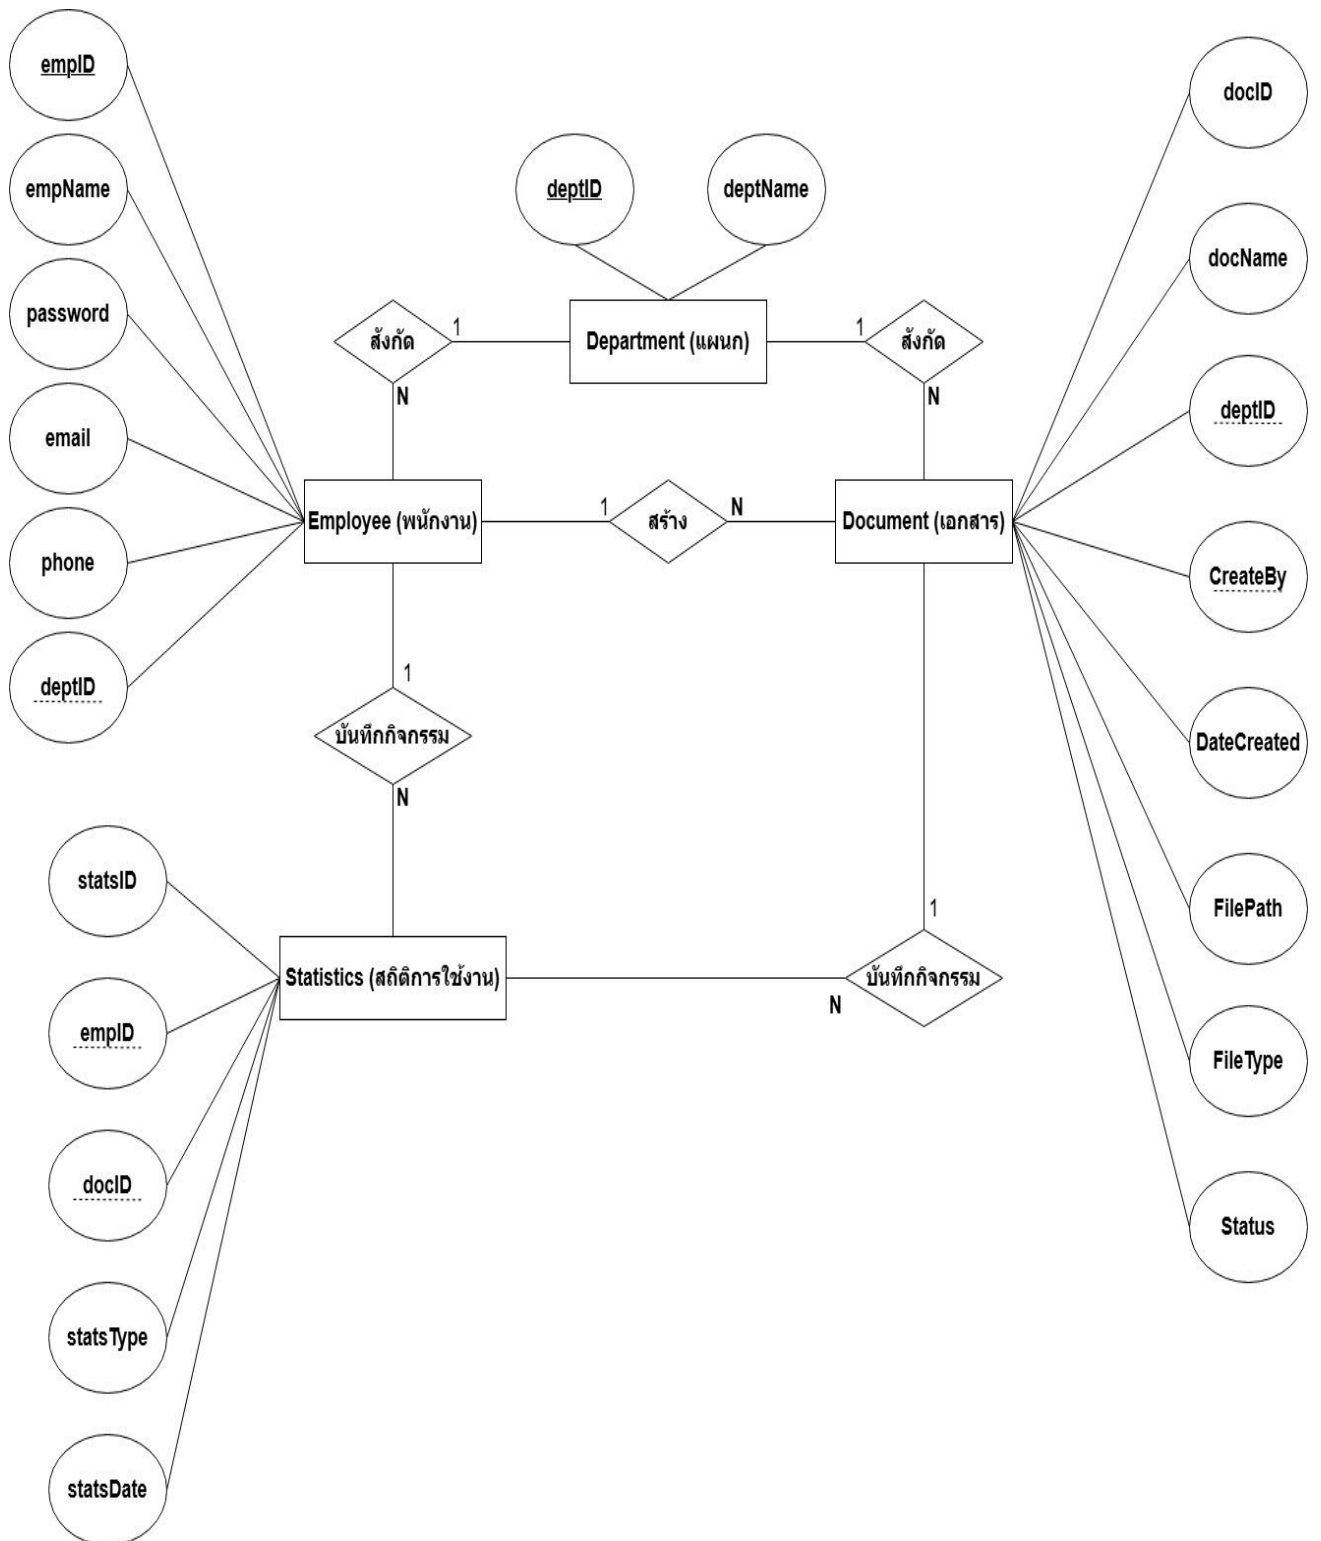 empID
docID
empName
deptID
deptName
docName
password
สังกัด
1
Department (แผนก)
1
สังกัด
N
N
email
deptID
Employee (พนักงาน)
1
สร้าง
N
Document (เอกสาร)
phone
CreateBy
deptID
1
บันทึกกิจกรรม
N
DateCreated
statsID
FilePath
1
Statistics (สถิติการใช้งาน)
บันทึกกิจกรรม
N
empID
FileType
docID
Status
statsType
statsDate